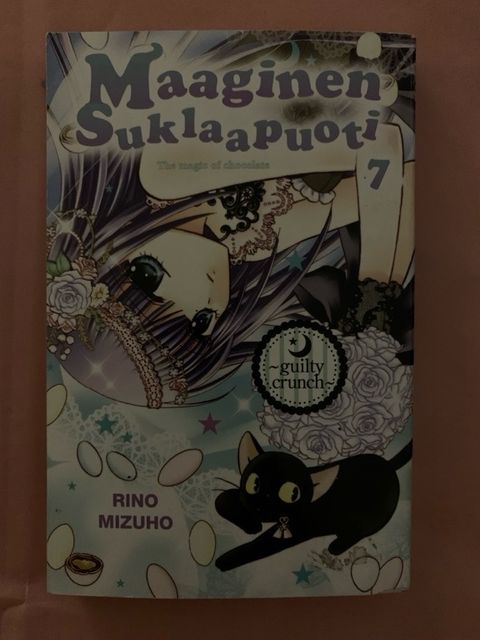 Maaginen
Suklaapuoti
The magic of chocolate
7
~guilty
crunch~
RINO
MIZUHO